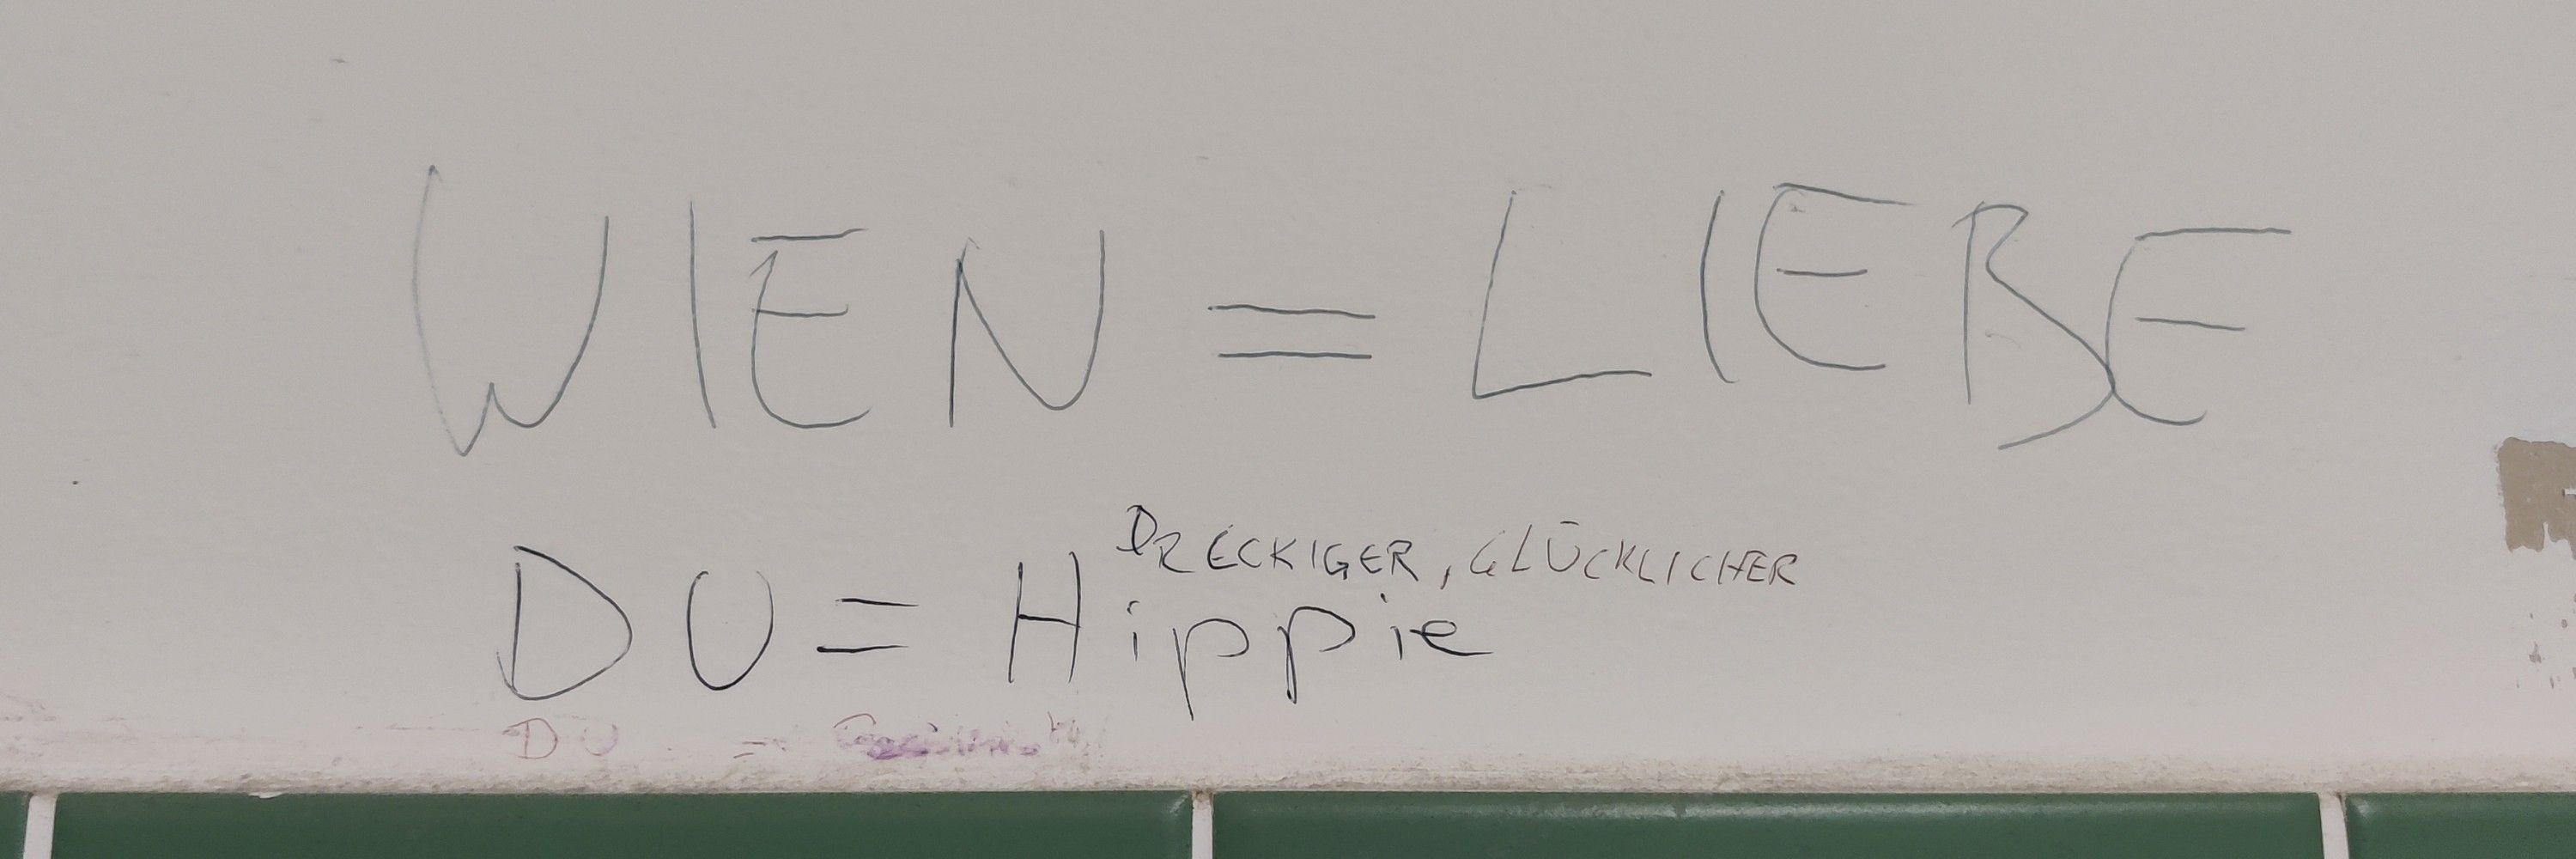 WIEN = LIEBE
DRECKIGER, GLÜCKLICHER
DU = Hippie
DU =